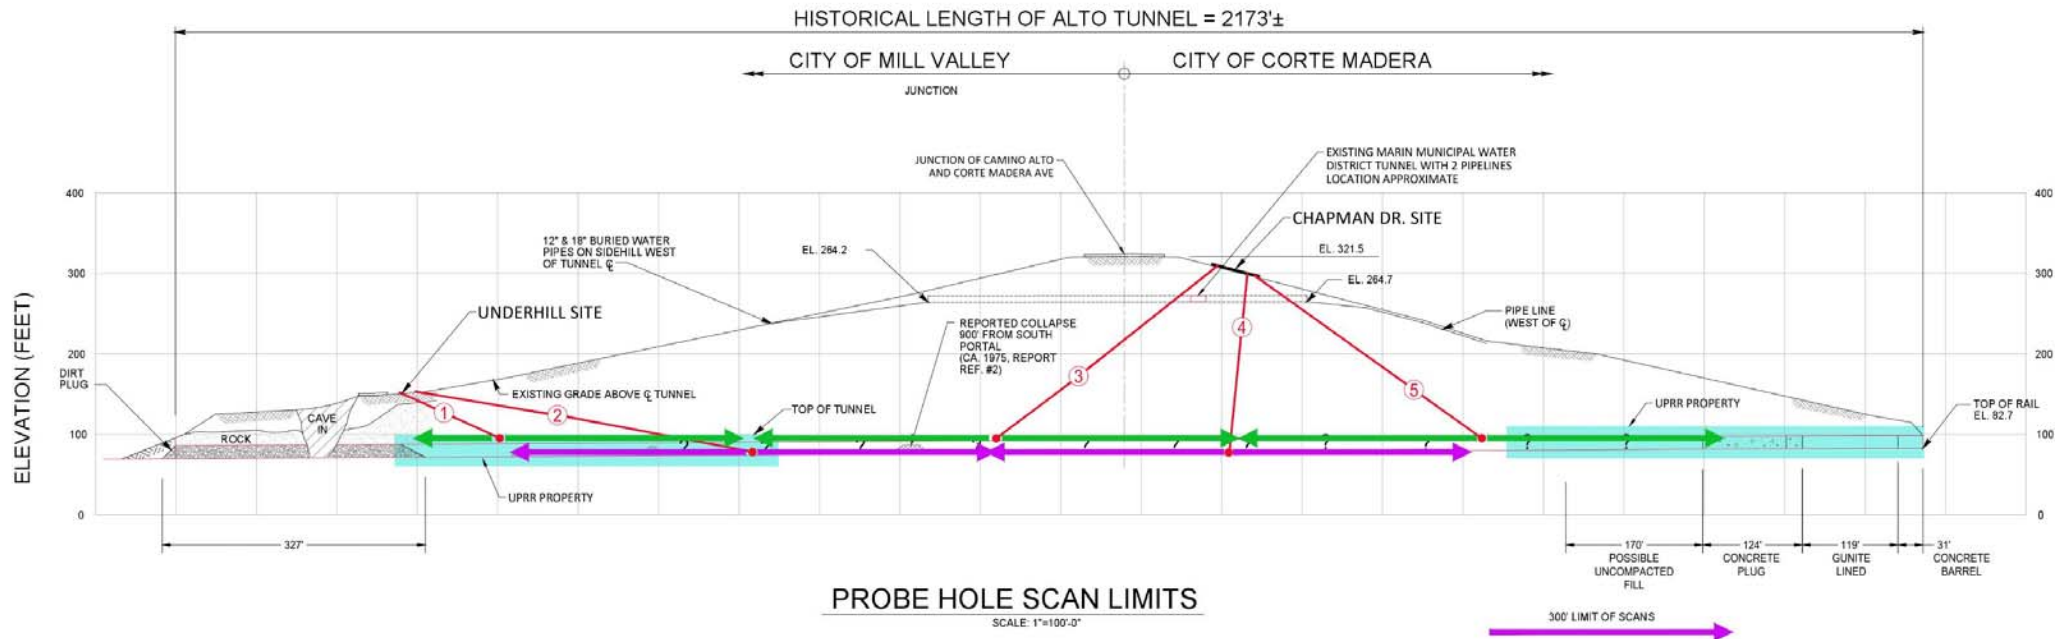 HISTORICAL LENGTH OF ALTO TUNNEL = 2173'±
CITY OF MILL VALLEY
CITY OF CORTE MADERA
JUNCTION
JUNCTION OF CAMINO ALTO
AND CORTE MADERA AVE
EXISTING MARIN MUNICIPAL WATER
DISTRICT TUNNEL WITH 2 PIPELINES
LOCATION APPROXIMATE
CHAPMAN DR. SITE
400
400
12" & 18" BURIED WATER
PIPES ON SIDEHILL WEST
OF TUNNEL ℄
EL. 264.2
EL. 321.5
300
300
EL. 264.7
ELEVATION (FEET)
UNDERHILL SITE
REPORTED COLLAPSE
900' FROM SOUTH
PORTAL
(CA. 1975, REPORT
REF. #2)
PIPE LINE
(WEST OF ℄)
200
200
DIRT
PLUG
EXISTING GRADE ABOVE ℄ TUNNEL
1
2
3
4
5
CAVE
IN
TOP OF TUNNEL
UPRR PROPERTY
TOP OF RAIL
EL. 82.7
ROCK
100
100
UPRR PROPERTY
0
0
327'
170'
POSSIBLE
UNCOMPACTED
FILL
124'
CONCRETE
PLUG
119'
GUNITE
LINED
31'
CONCRETE
BARREL
PROBE HOLE SCAN LIMITS
SCALE: 1"=100'-0"
300' LIMIT OF SCANS